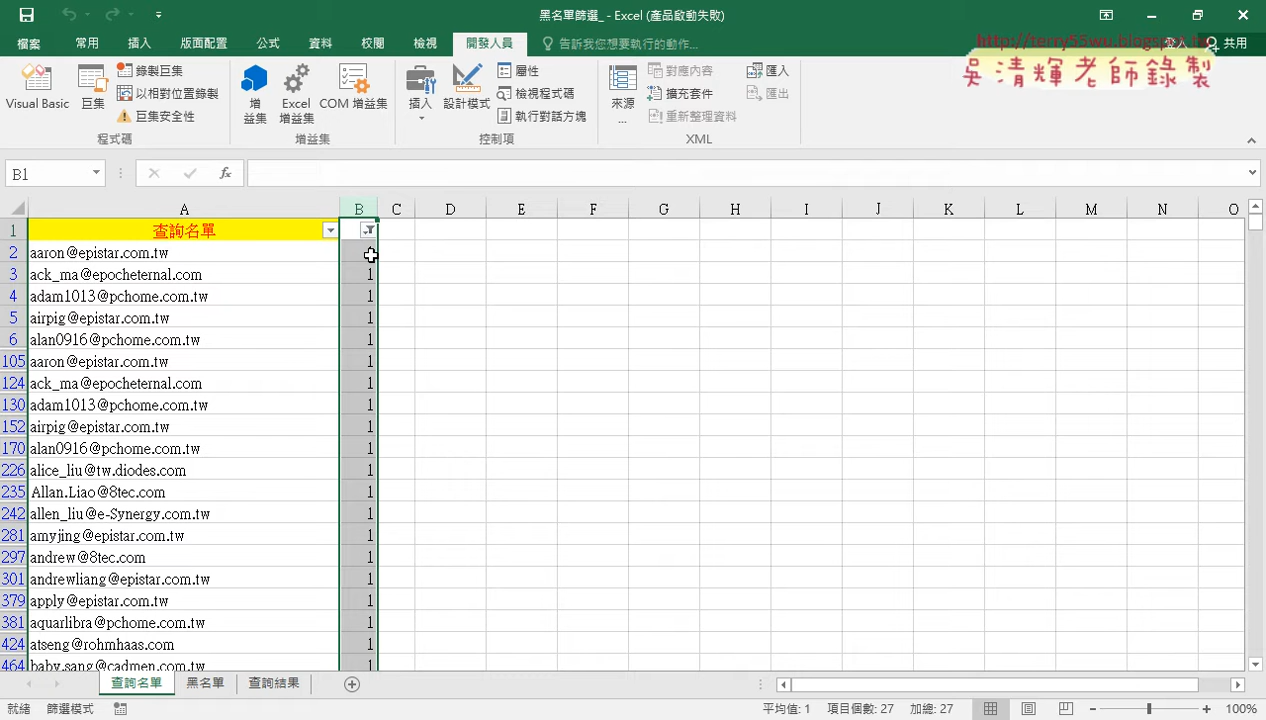 黑名單篩選_ - Excel (產品啟動失敗)
檔案 常用 插入 版面配置 公式 資料 校閱 檢視 開發人員 告訴我您想要執行的動作... 登入 共用
http://terry55wu.blogspot.tw
吳清輝老師錄製
Visual Basic 巨集 錄製巨集 以相對位置錄製 巨集安全性 程式碼
增益集 Excel 增益集 COM 增益集 增益集
插入 設計模式 屬性 檢視程式碼 執行對話方塊 控制項
來源... 對應內容 擴充套件 重新整理資料 匯入 匯出 XML
B1 fx
A B C D E F G H I J K L M N O
1 查詢名單
2 aaron@epistar.com.tw
3 ack_ma@epocheternal.com 1
4 adam1013@pchome.com.tw 1
5 airpig@epistar.com.tw 1
6 alan0916@pchome.com.tw 1
105 aaron@epistar.com.tw 1
124 ack_ma@epocheternal.com 1
130 adam1013@pchome.com.tw 1
152 airpig@epistar.com.tw 1
170 alan0916@pchome.com.tw 1
226 alice_liu@tw.diodes.com 1
235 Allan.Liao@8tec.com 1
242 allen_liu@e-Synergy.com.tw 1
281 amyjing@epistar.com.tw 1
297 andrew@8tec.com 1
301 andrewliang@epistar.com.tw 1
379 apply@epistar.com.tw 1
381 aquarlibra@pchome.com.tw 1
424 atseng@rohmhaas.com 1
464 baby.sang@cadmen.com.tw 1
查詢名單 黑名單 查詢結果
就緒 篩選模式 平均值: 1 項目個數: 27 加總: 27 100%